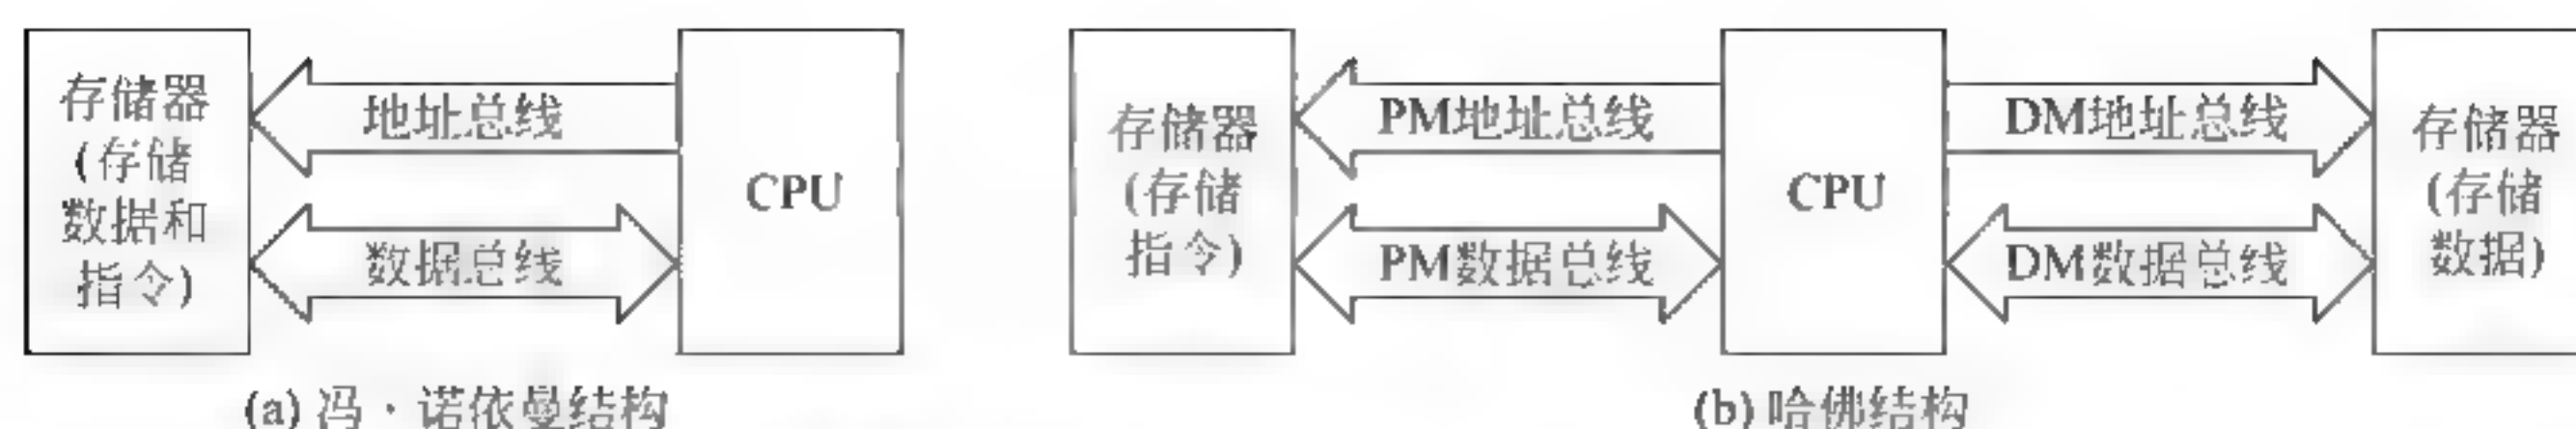 存储器
(存储
数据和
指令)
地址总线
数据总线
CPU
(a) 冯·诺依曼结构
存储器
(存储
指令)
PM地址总线
PM数据总线
CPU
DM地址总线
DM数据总线
存储器
(存储
数据)
(b) 哈佛结构